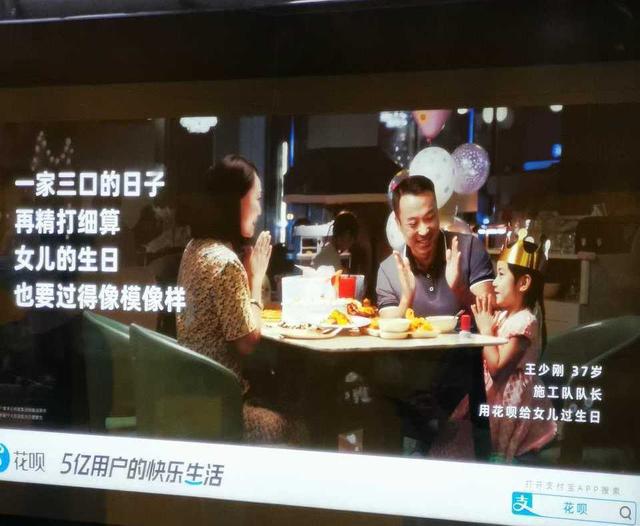 一家三口的日子
再精打细算
女儿的生日
也要过得像模像样
王少刚 37岁
施工队队长
用花呗给女儿过生日
花呗 5亿用户的快乐生活
打开支付宝APP搜索
支 花呗